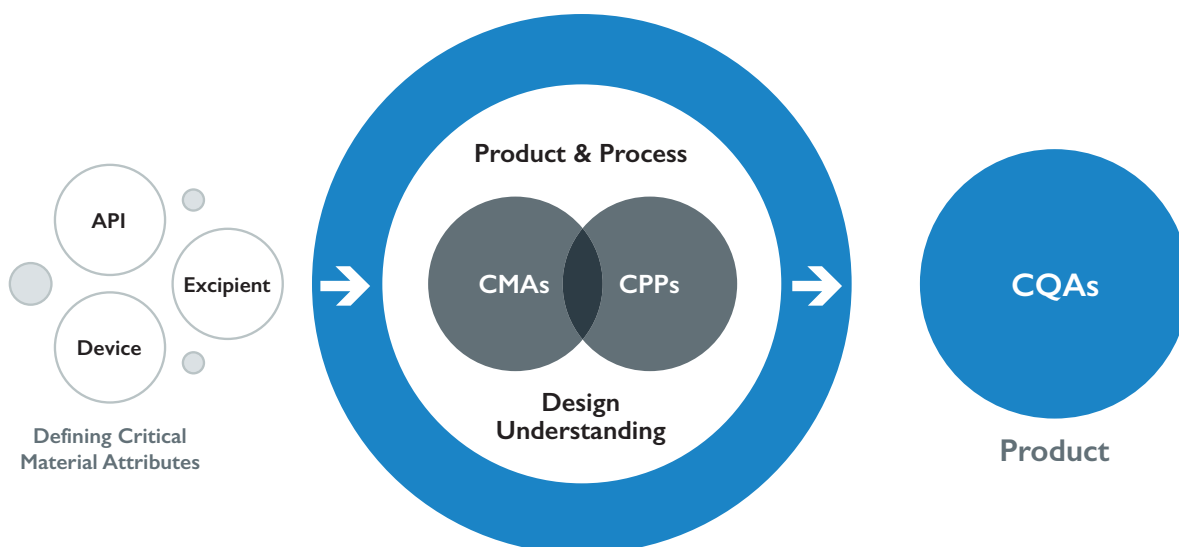 API
Excipient
Device
Defining Critical
Material Attributes
Product & Process
CMAs
CPPs
Design
Understanding
CQAs
Product